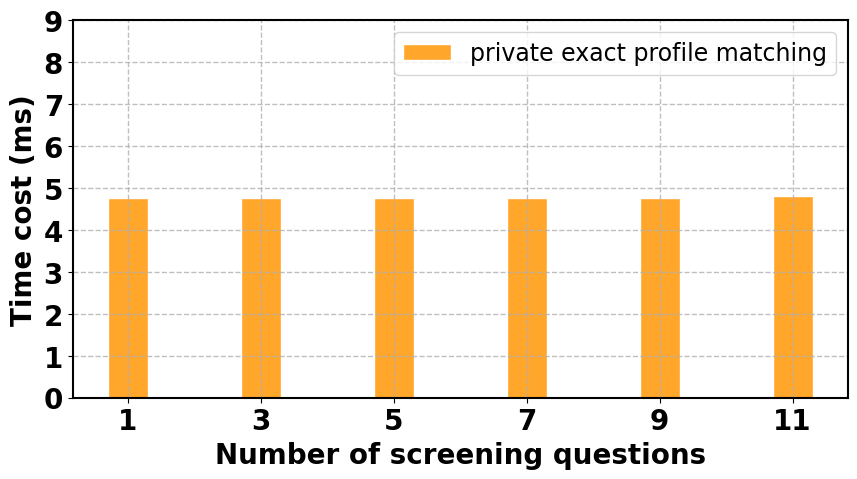 9
8
7
6
5
4
3
2
1
0
Time cost (ms)
private exact profile matching
1 3 5 7 9 11
Number of screening questions